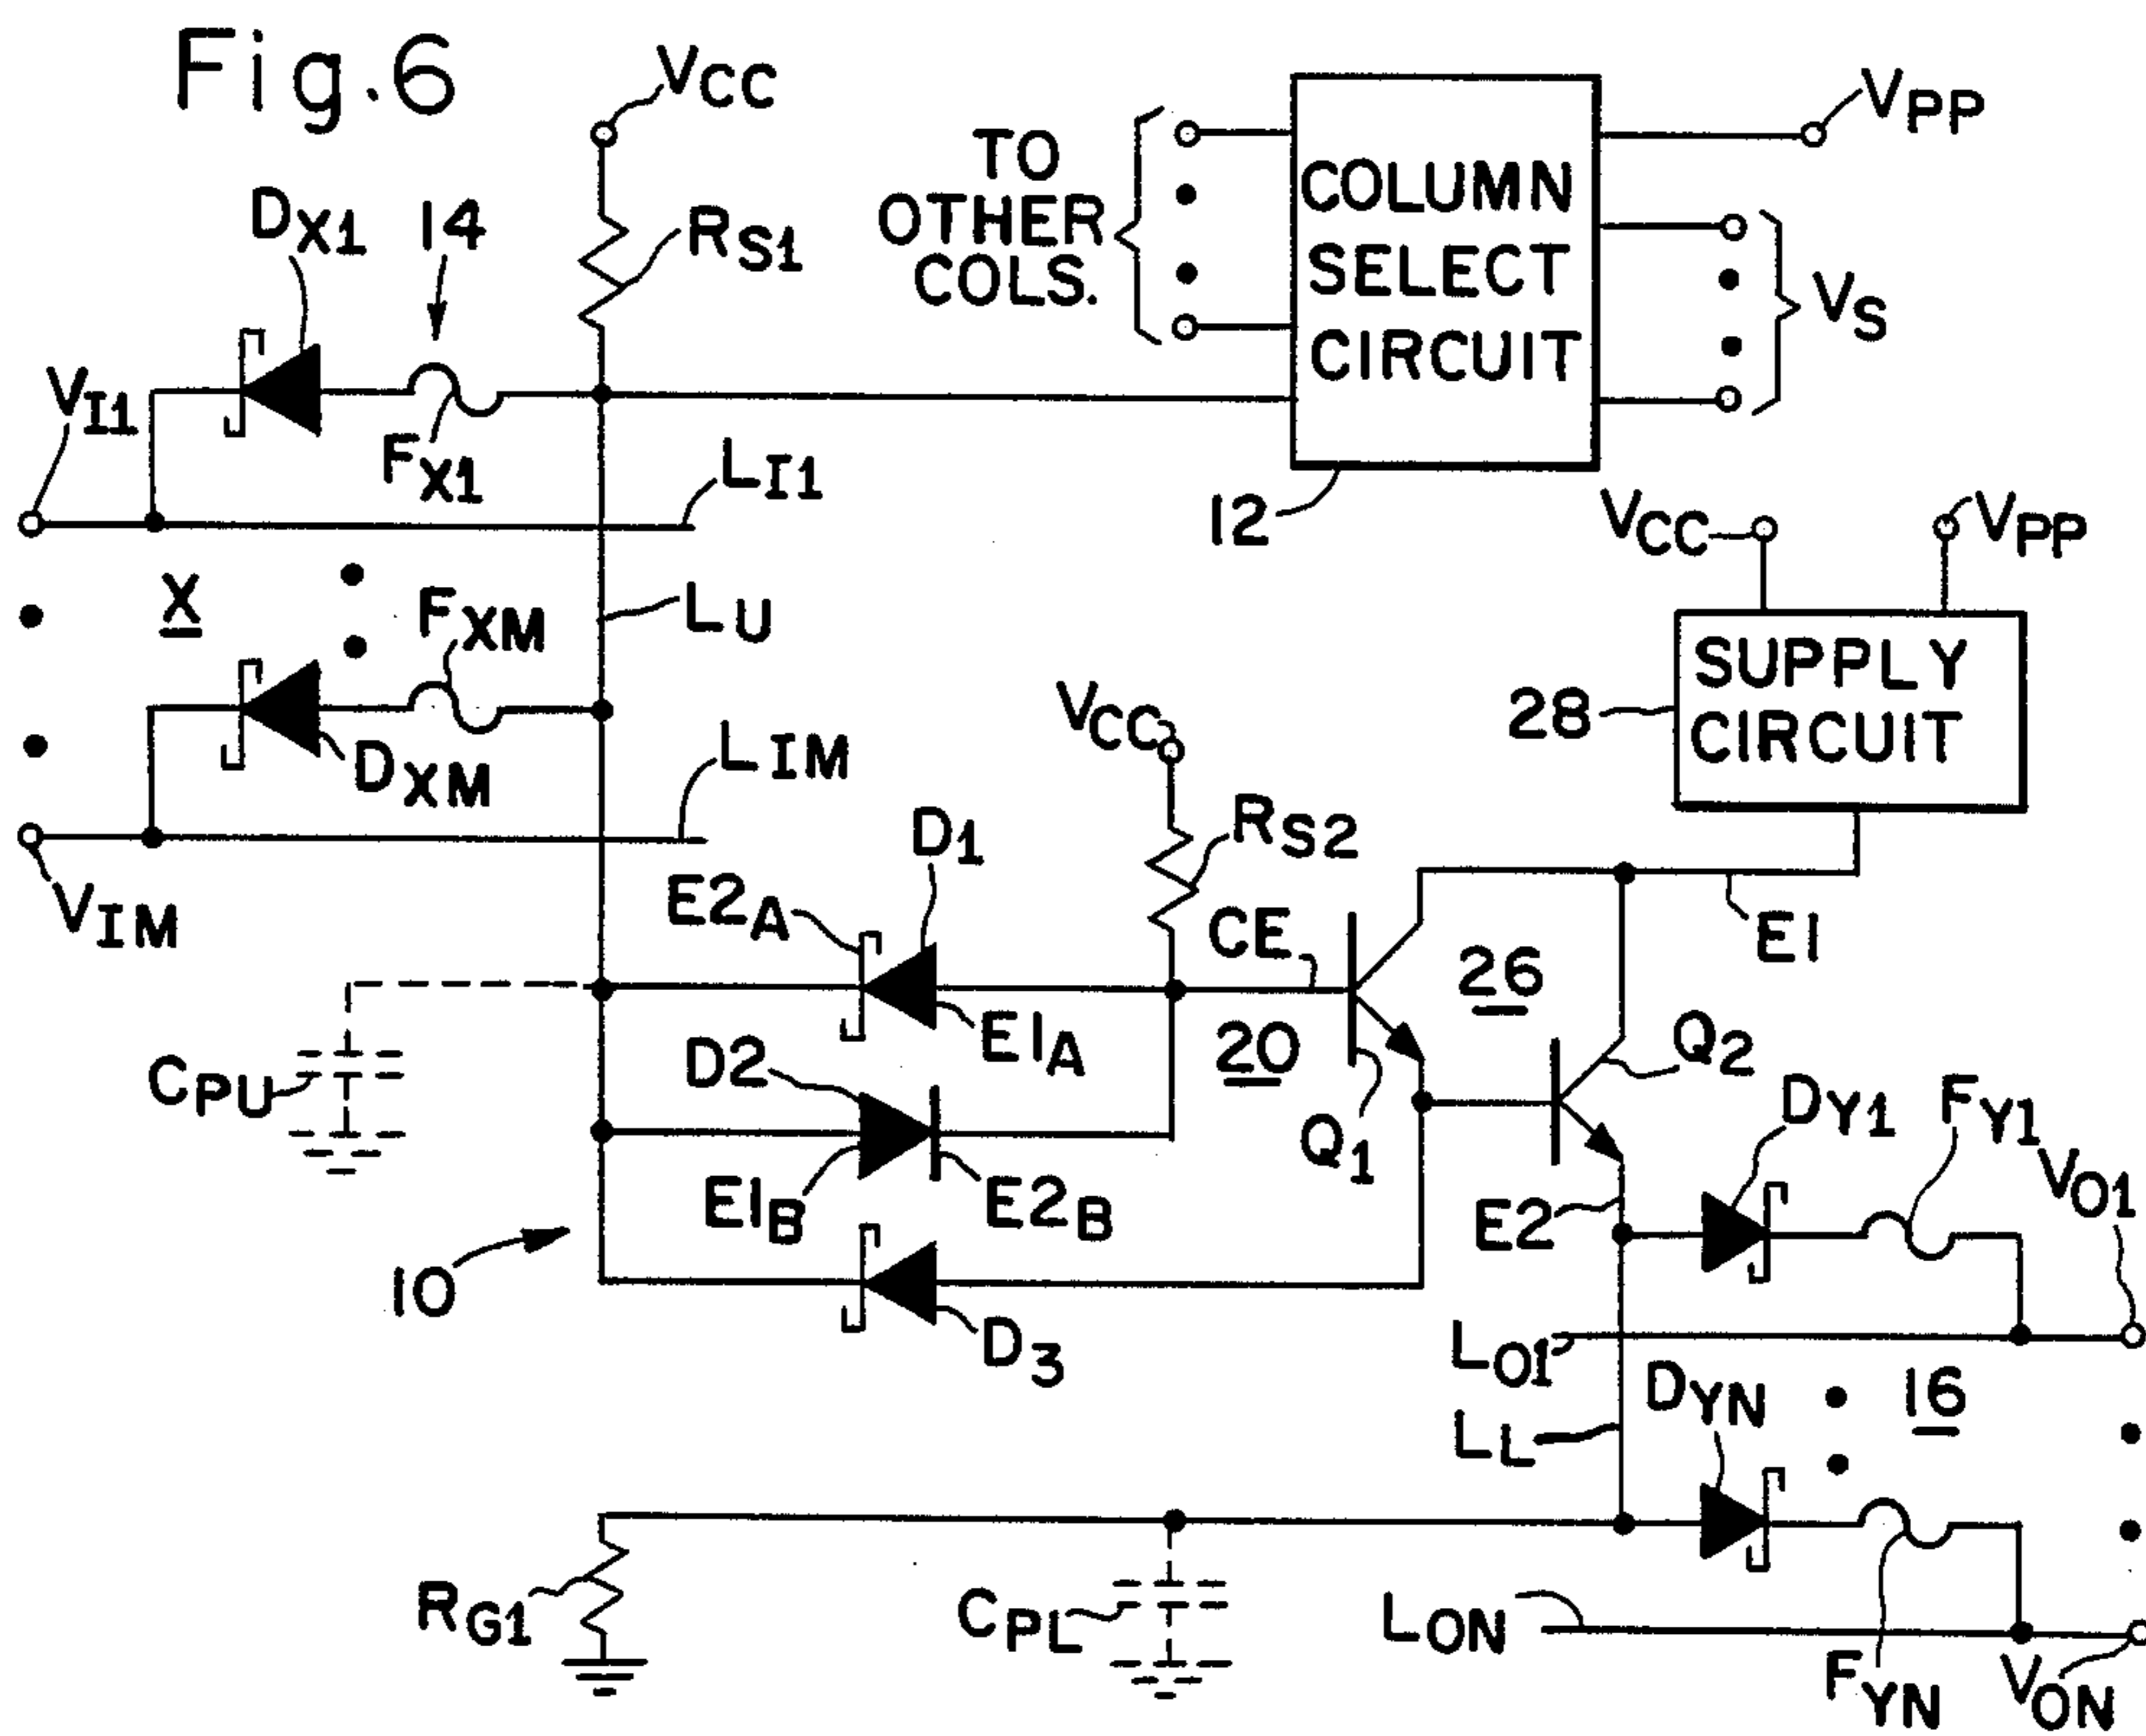 Fig.6
VCC
VPP
TO
OTHER
COLS.
COLUMN
SELECT
CIRCUIT
DX1
14
RS1
VS
VI1
FX1
LI1
12
VCC
VPP
X
FXM
LU
SUPPLY
CIRCUIT
28
VCC
DXM
LIM
RS2
D1
VIM
E2A
CE
E1
26
E1A
20
Q2
CPU
D2
DY1
FY1
Q1
VO1
E1B
E2B
E2
10
D3
LO1
DYN
16
LL
RG1
CPL
LON
FYN
VON